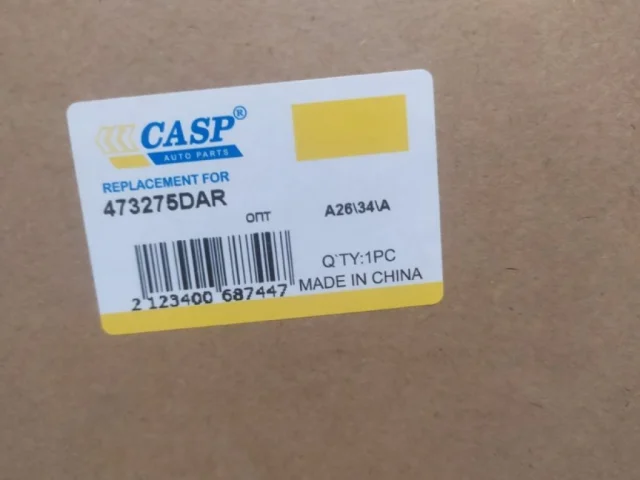 CASP®
AUTO PARTS
REPLACEMENT FOR
473275DAR
опт
A26\34\A
2 123400 687447
Q`TY:1PC
MADE IN CHINA